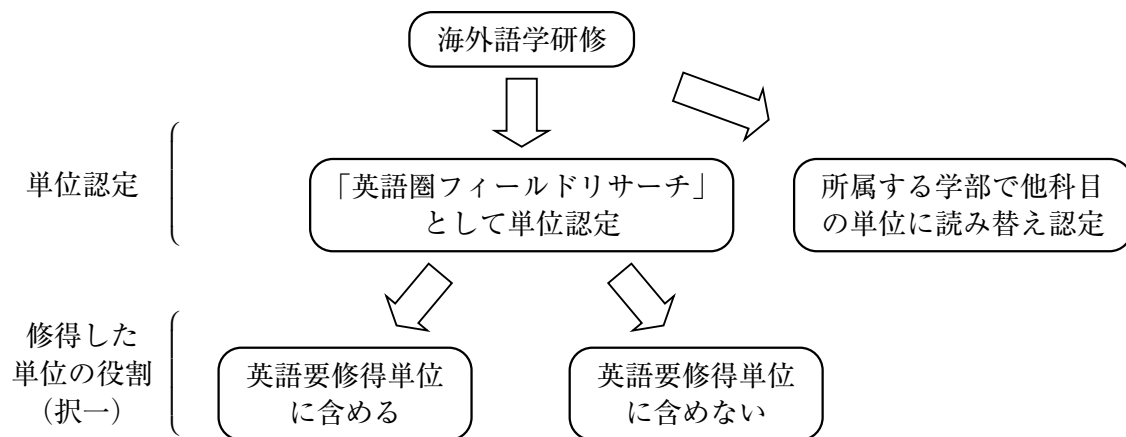 海外語学研修
単位認定
「英語圏フィールドリサーチ」
として単位認定
所属する学部で他科目
の単位に読み替え認定
修得した
単位の役割
（択一）
英語要修得単位
に含める
英語要修得単位
に含めない